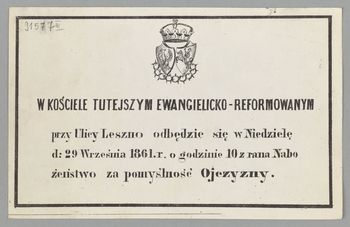 31577
W KOŚCIELE TUTEJSZYM EWANGIELICKO-REFORMOWANYM
przy Ulicy Leszno odbędzie się w Niedzielę
d: 29 Września 1861.r. o godzinie 10 z rana Nabo
żeństwo za pomyślność Ojczyzny.